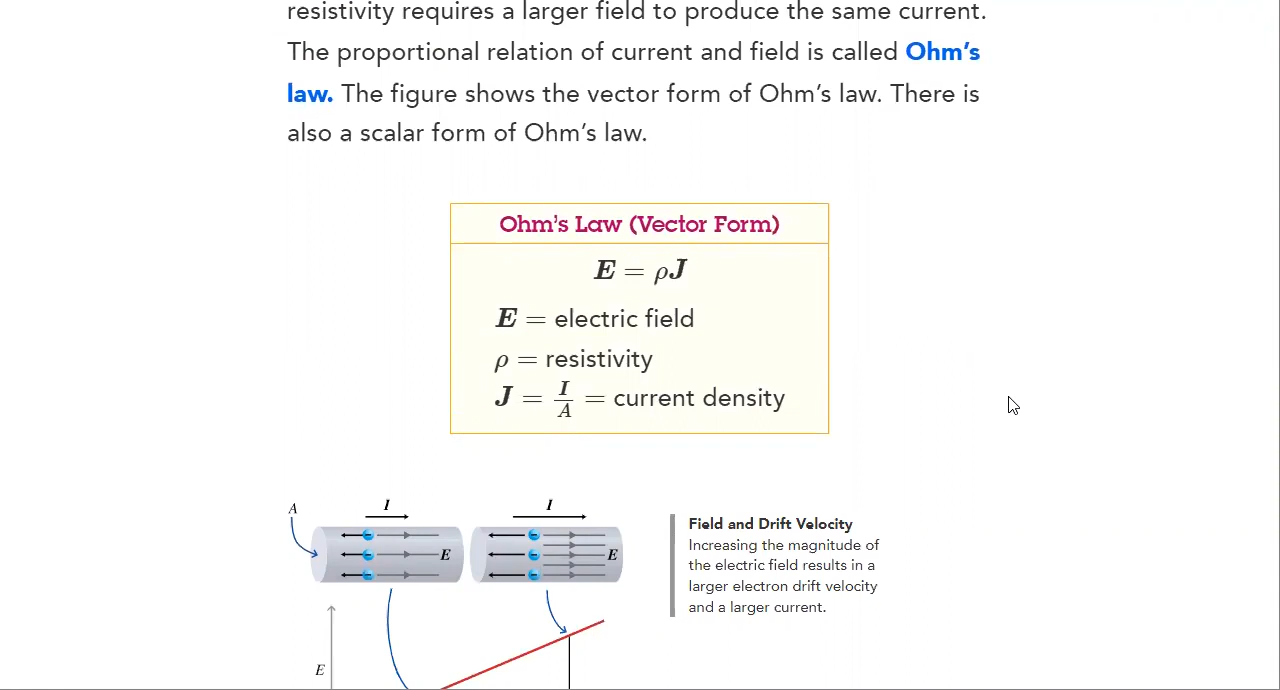 resistivity requires a larger field to produce the same current.
The proportional relation of current and field is called Ohm's
law. The figure shows the vector form of Ohm's law. There is
also a scalar form of Ohm's law.
Ohm's Law (Vector Form)
E = ρJ
E = electric field
ρ = resistivity
J = I/A = current density
A
I
I
E
E
Field and Drift Velocity
Increasing the magnitude of
the electric field results in a
larger electron drift velocity
and a larger current.
E